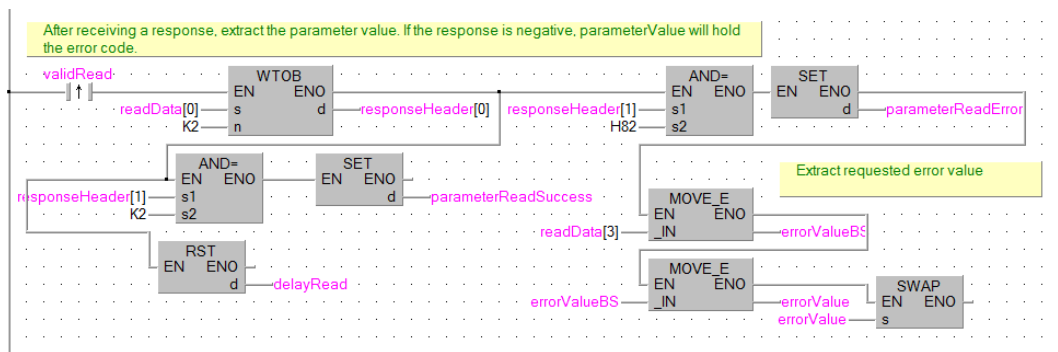 After receiving a response, extract the parameter value. If the response is negative, parameterValue will hold
the error code.
validRead
WTOB
EN ENO
readData[0] s d responseHeader[0]
K2 n
AND=
EN ENO
responseHeader[1] s1
H82 s2
SET
EN ENO
d parameterReadError
AND=
EN ENO
responseHeader[1] s1
K2 s2
SET
EN ENO
d parameterReadSuccess
RST
EN ENO
d delayRead
Extract requested error value
MOVE_E
EN ENO
readData[3] _IN errorValueBS
MOVE_E
EN ENO
errorValueBS _IN errorValue
SWAP
EN ENO
errorValue s